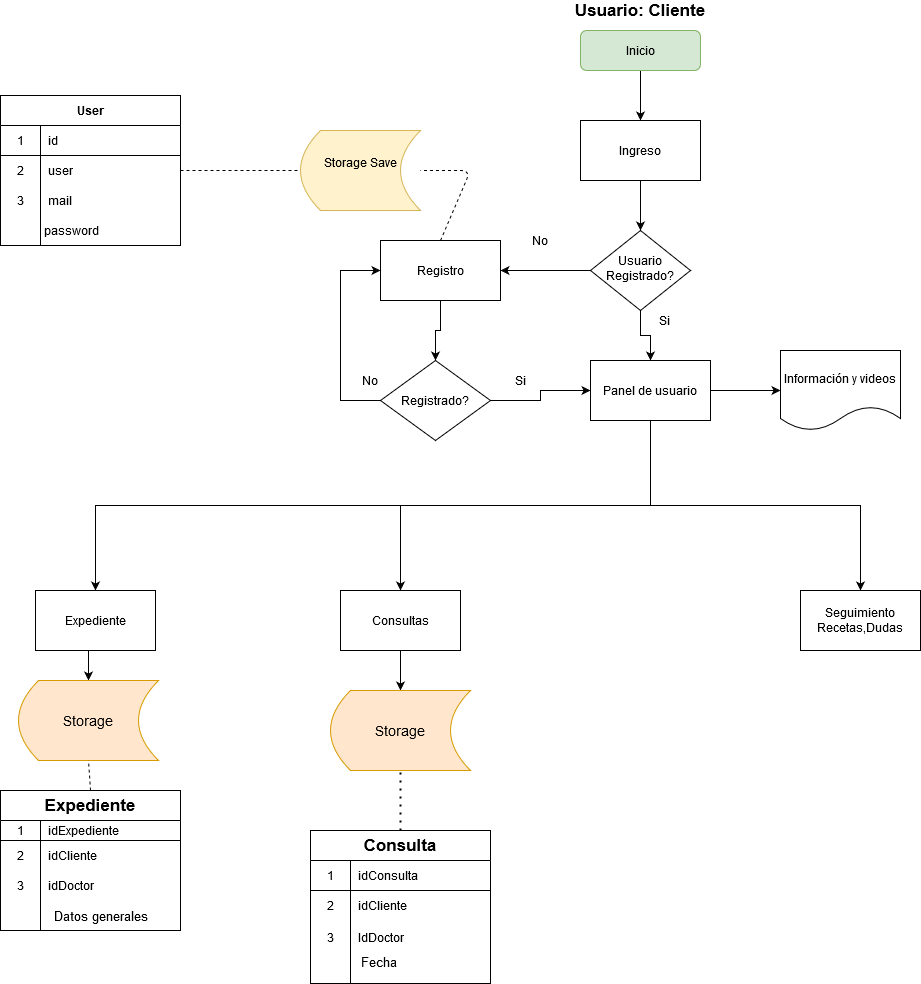 Usuario: Cliente
Inicio
User
1 id
2 user
3 mail
password
Storage Save
Ingreso
No
Usuario
Registrado?
Registro
Si
No
Registrado?
Si
Panel de usuario
Información y videos
Expediente
Consultas
Seguimiento
Recetas,Dudas
Storage
Storage
Expediente
1 idExpediente
2 idCliente
3 idDoctor
Datos generales
Consulta
1 idConsulta
2 idCliente
3 IdDoctor
Fecha